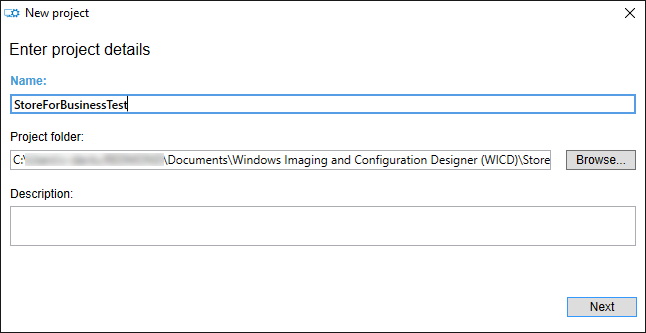 New project
Enter project details
Name:
StoreForBusinessTest
Project folder:
C:\ \Documents\Windows Imaging and Configuration Designer (WICD)\Store
Browse...
Description:
Next